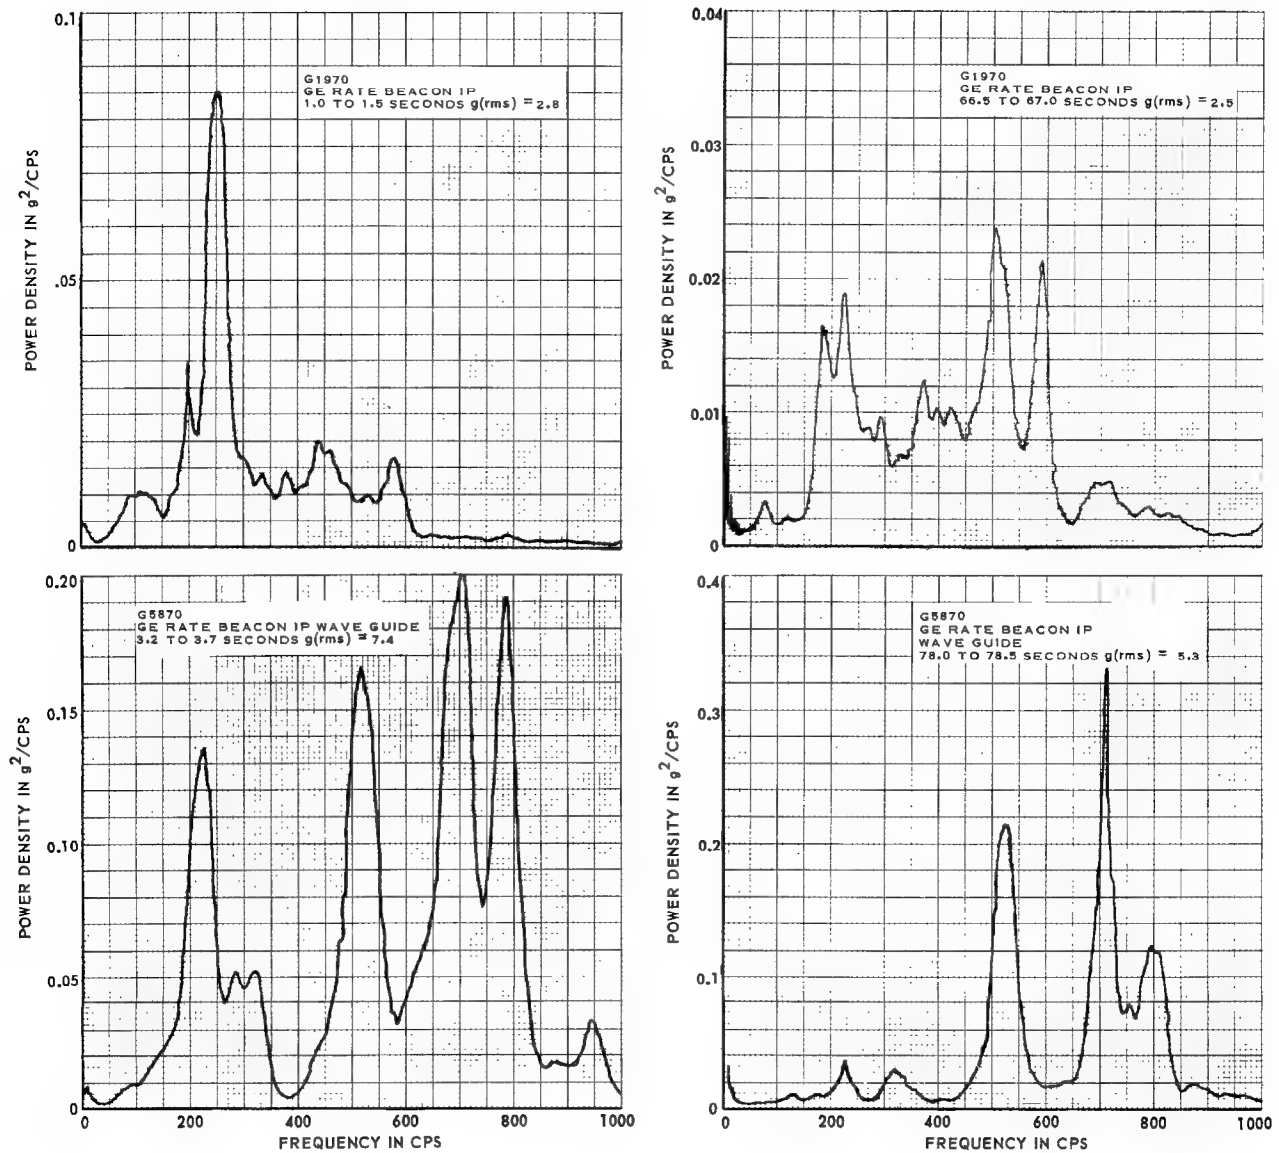 0.1
G1970
GE RATE BEACON IP
1.0 TO 1.5 SECONDS g(rms) = 2.8
POWER DENSITY IN g²/CPS
.05
0
0.04
G1970
GE RATE BEACON IP
66.5 TO 67.0 SECONDS g(rms) = 2.5
0.03
POWER DENSITY IN g²/CPS
0.02
0.01
0
0.20
G5870
GE RATE BEACON IP WAVE GUIDE
3.2 TO 3.7 SECONDS g(rms) = 7.4
0.15
POWER DENSITY IN g²/CPS
0.10
0.05
0
0 200 400 600 800 1000
FREQUENCY IN CPS
0.4
G5870
GE RATE BEACON IP
WAVE GUIDE
78.0 TO 78.5 SECONDS g(rms) = 5.3
0.3
POWER DENSITY IN g²/CPS
0.2
0.1
0
0 200 400 600 800 1000
FREQUENCY IN CPS